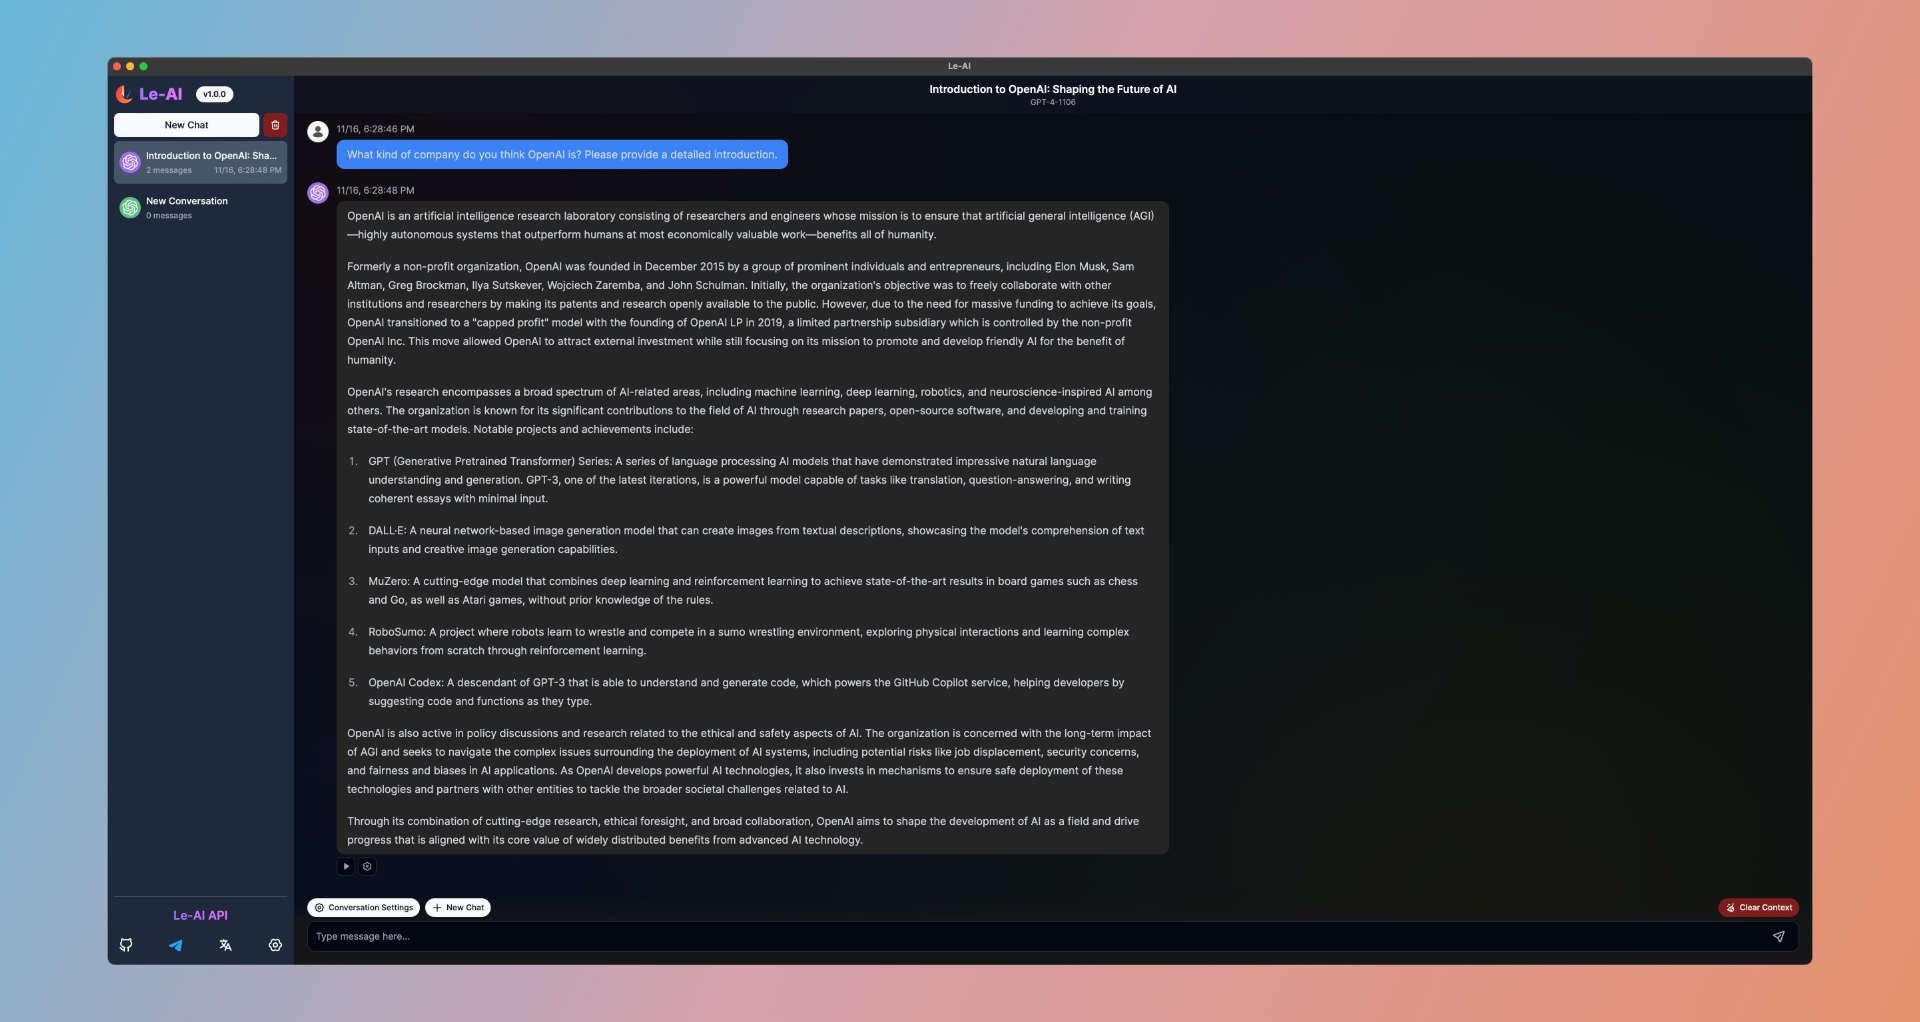 Le-AI
Le-AI
v1.0.0
New Chat
Introduction to OpenAI: Sha...
2 messages
11/16, 6:28:48 PM
New Conversation
0 messages
Le-AI API
Introduction to OpenAI: Shaping the Future of AI
GPT-4-1106
11/16, 6:28:46 PM
What kind of company do you think OpenAI is? Please provide a detailed introduction.
11/16, 6:28:48 PM
OpenAI is an artificial intelligence research laboratory consisting of researchers and engineers whose mission is to ensure that artificial general intelligence (AGI)
—highly autonomous systems that outperform humans at most economically valuable work—benefits all of humanity.
Formerly a non-profit organization, OpenAI was founded in December 2015 by a group of prominent individuals and entrepreneurs, including Elon Musk, Sam
Altman, Greg Brockman, Ilya Sutskever, Wojciech Zaremba, and John Schulman. Initially, the organization's objective was to freely collaborate with other
institutions and researchers by making its patents and research openly available to the public. However, due to the need for massive funding to achieve its goals,
OpenAI transitioned to a "capped profit" model with the founding of OpenAI LP in 2019, a limited partnership subsidiary which is controlled by the non-profit
OpenAI Inc. This move allowed OpenAI to attract external investment while still focusing on its mission to promote and develop friendly AI for the benefit of
humanity.
OpenAI's research encompasses a broad spectrum of AI-related areas, including machine learning, deep learning, robotics, and neuroscience-inspired AI among
others. The organization is known for its significant contributions to the field of AI through research papers, open-source software, and developing and training
state-of-the-art models. Notable projects and achievements include:
1. GPT (Generative Pretrained Transformer) Series: A series of language processing AI models that have demonstrated impressive natural language
understanding and generation. GPT-3, one of the latest iterations, is a powerful model capable of tasks like translation, question-answering, and writing
coherent essays with minimal input.
2. DALL·E: A neural network-based image generation model that can create images from textual descriptions, showcasing the model's comprehension of text
inputs and creative image generation capabilities.
3. MuZero: A cutting-edge model that combines deep learning and reinforcement learning to achieve state-of-the-art results in board games such as chess
and Go, as well as Atari games, without prior knowledge of the rules.
4. RoboSumo: A project where robots learn to wrestle and compete in a sumo wrestling environment, exploring physical interactions and learning complex
behaviors from scratch through reinforcement learning.
5. OpenAI Codex: A descendant of GPT-3 that is able to understand and generate code, which powers the GitHub Copilot service, helping developers by
suggesting code and functions as they type.
OpenAI is also active in policy discussions and research related to the ethical and safety aspects of AI. The organization is concerned with the long-term impact
of AGI and seeks to navigate the complex issues surrounding the deployment of AI systems, including potential risks like job displacement, security concerns,
and fairness and biases in AI applications. As OpenAI develops powerful AI technologies, it also invests in mechanisms to ensure safe deployment of these
technologies and partners with other entities to tackle the broader societal challenges related to AI.
Through its combination of cutting-edge research, ethical foresight, and broad collaboration, OpenAI aims to shape the development of AI as a field and drive
progress that is aligned with its core value of widely distributed benefits from advanced AI technology.
Conversation Settings
New Chat
Clear Context
Type message here...